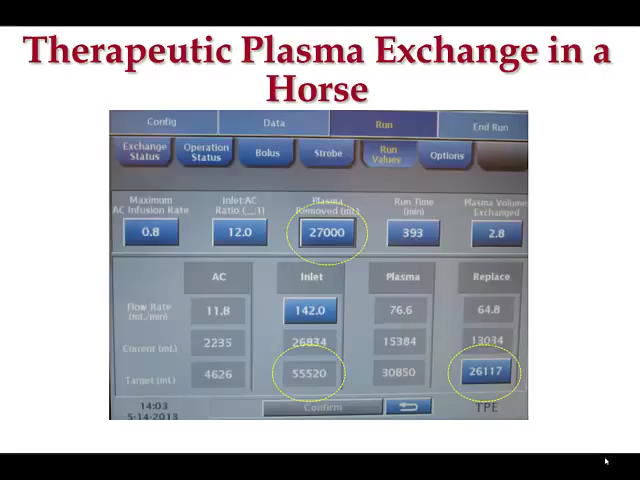 Therapeutic Plasma Exchange in a
Horse
Config Data Run End Run
Exchange Status Operation Status Bolus Strobe Run Values Options
Maximum AC Infusion Rate Inlet:AC Ratio (__:1) Plasma Removed (mL) Run Time (min) Plasma Volume Exchanged
0.8 12.0 27000 393 2.8
AC Inlet Plasma Replace
Flow Rate (mL/min) 11.8 142.0 76.6 64.8
Current (mL) 2235 26834 15384 13034
Target (mL) 4626 55520 30850 26117
14:03 Confirm TPE
5-14-2013